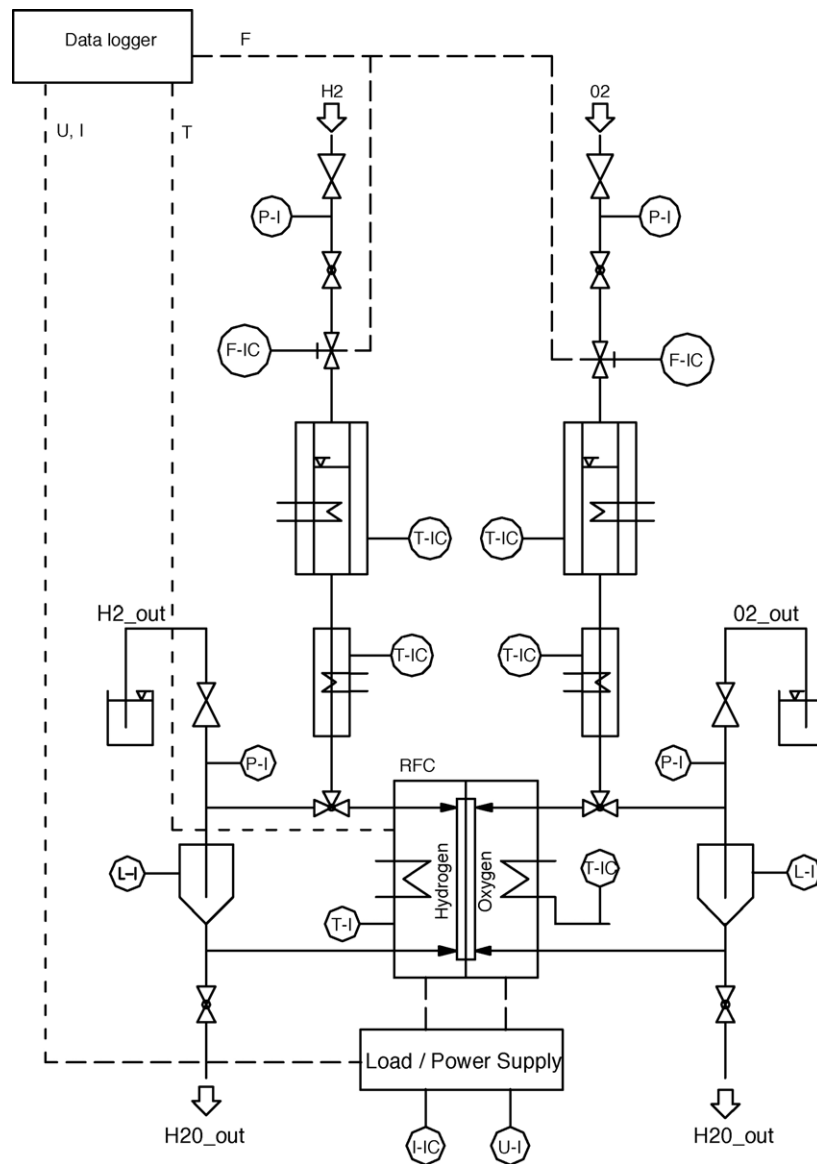 Data logger
F
H2
02
U, I
T
P-I
P-I
F-IC
F-IC
T-IC
T-IC
H2_out
02_out
T-IC
T-IC
P-I
RFC
P-I
L-I
Hydrogen
Oxygen
T-IC
L-I
T-I
Load / Power Supply
H20_out
I-IC
U-I
H20_out